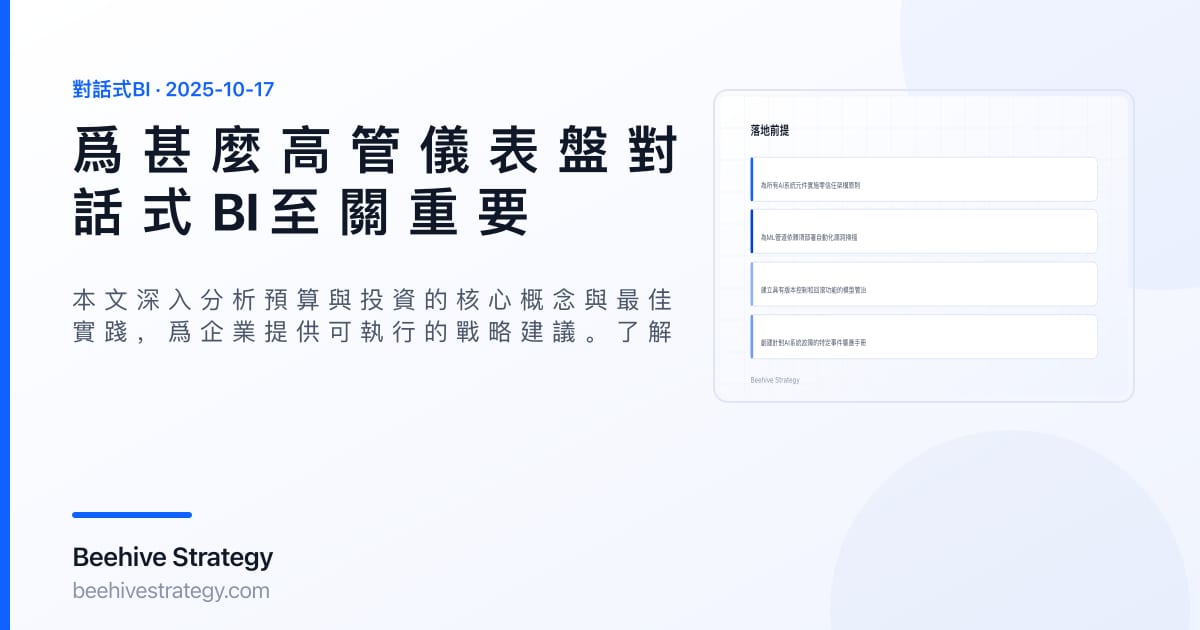 對話式BI · 2025-10-17
爲甚麼高管儀表盤對
話式BI至關重要
本文深入分析預算與投資的核心概念與最佳
實踐，爲企業提供可執行的戰略建議。了解
落地前提
為所有AI系統元件實施零信任架構原則
為ML管道依賴項部署自動化漏洞掃描
建立具有版本控制和回滾功能的模型管治
創建針對AI系統故障的特定事件響應手冊
Beehive Strategy
Beehive Strategy
beehivestrategy.com